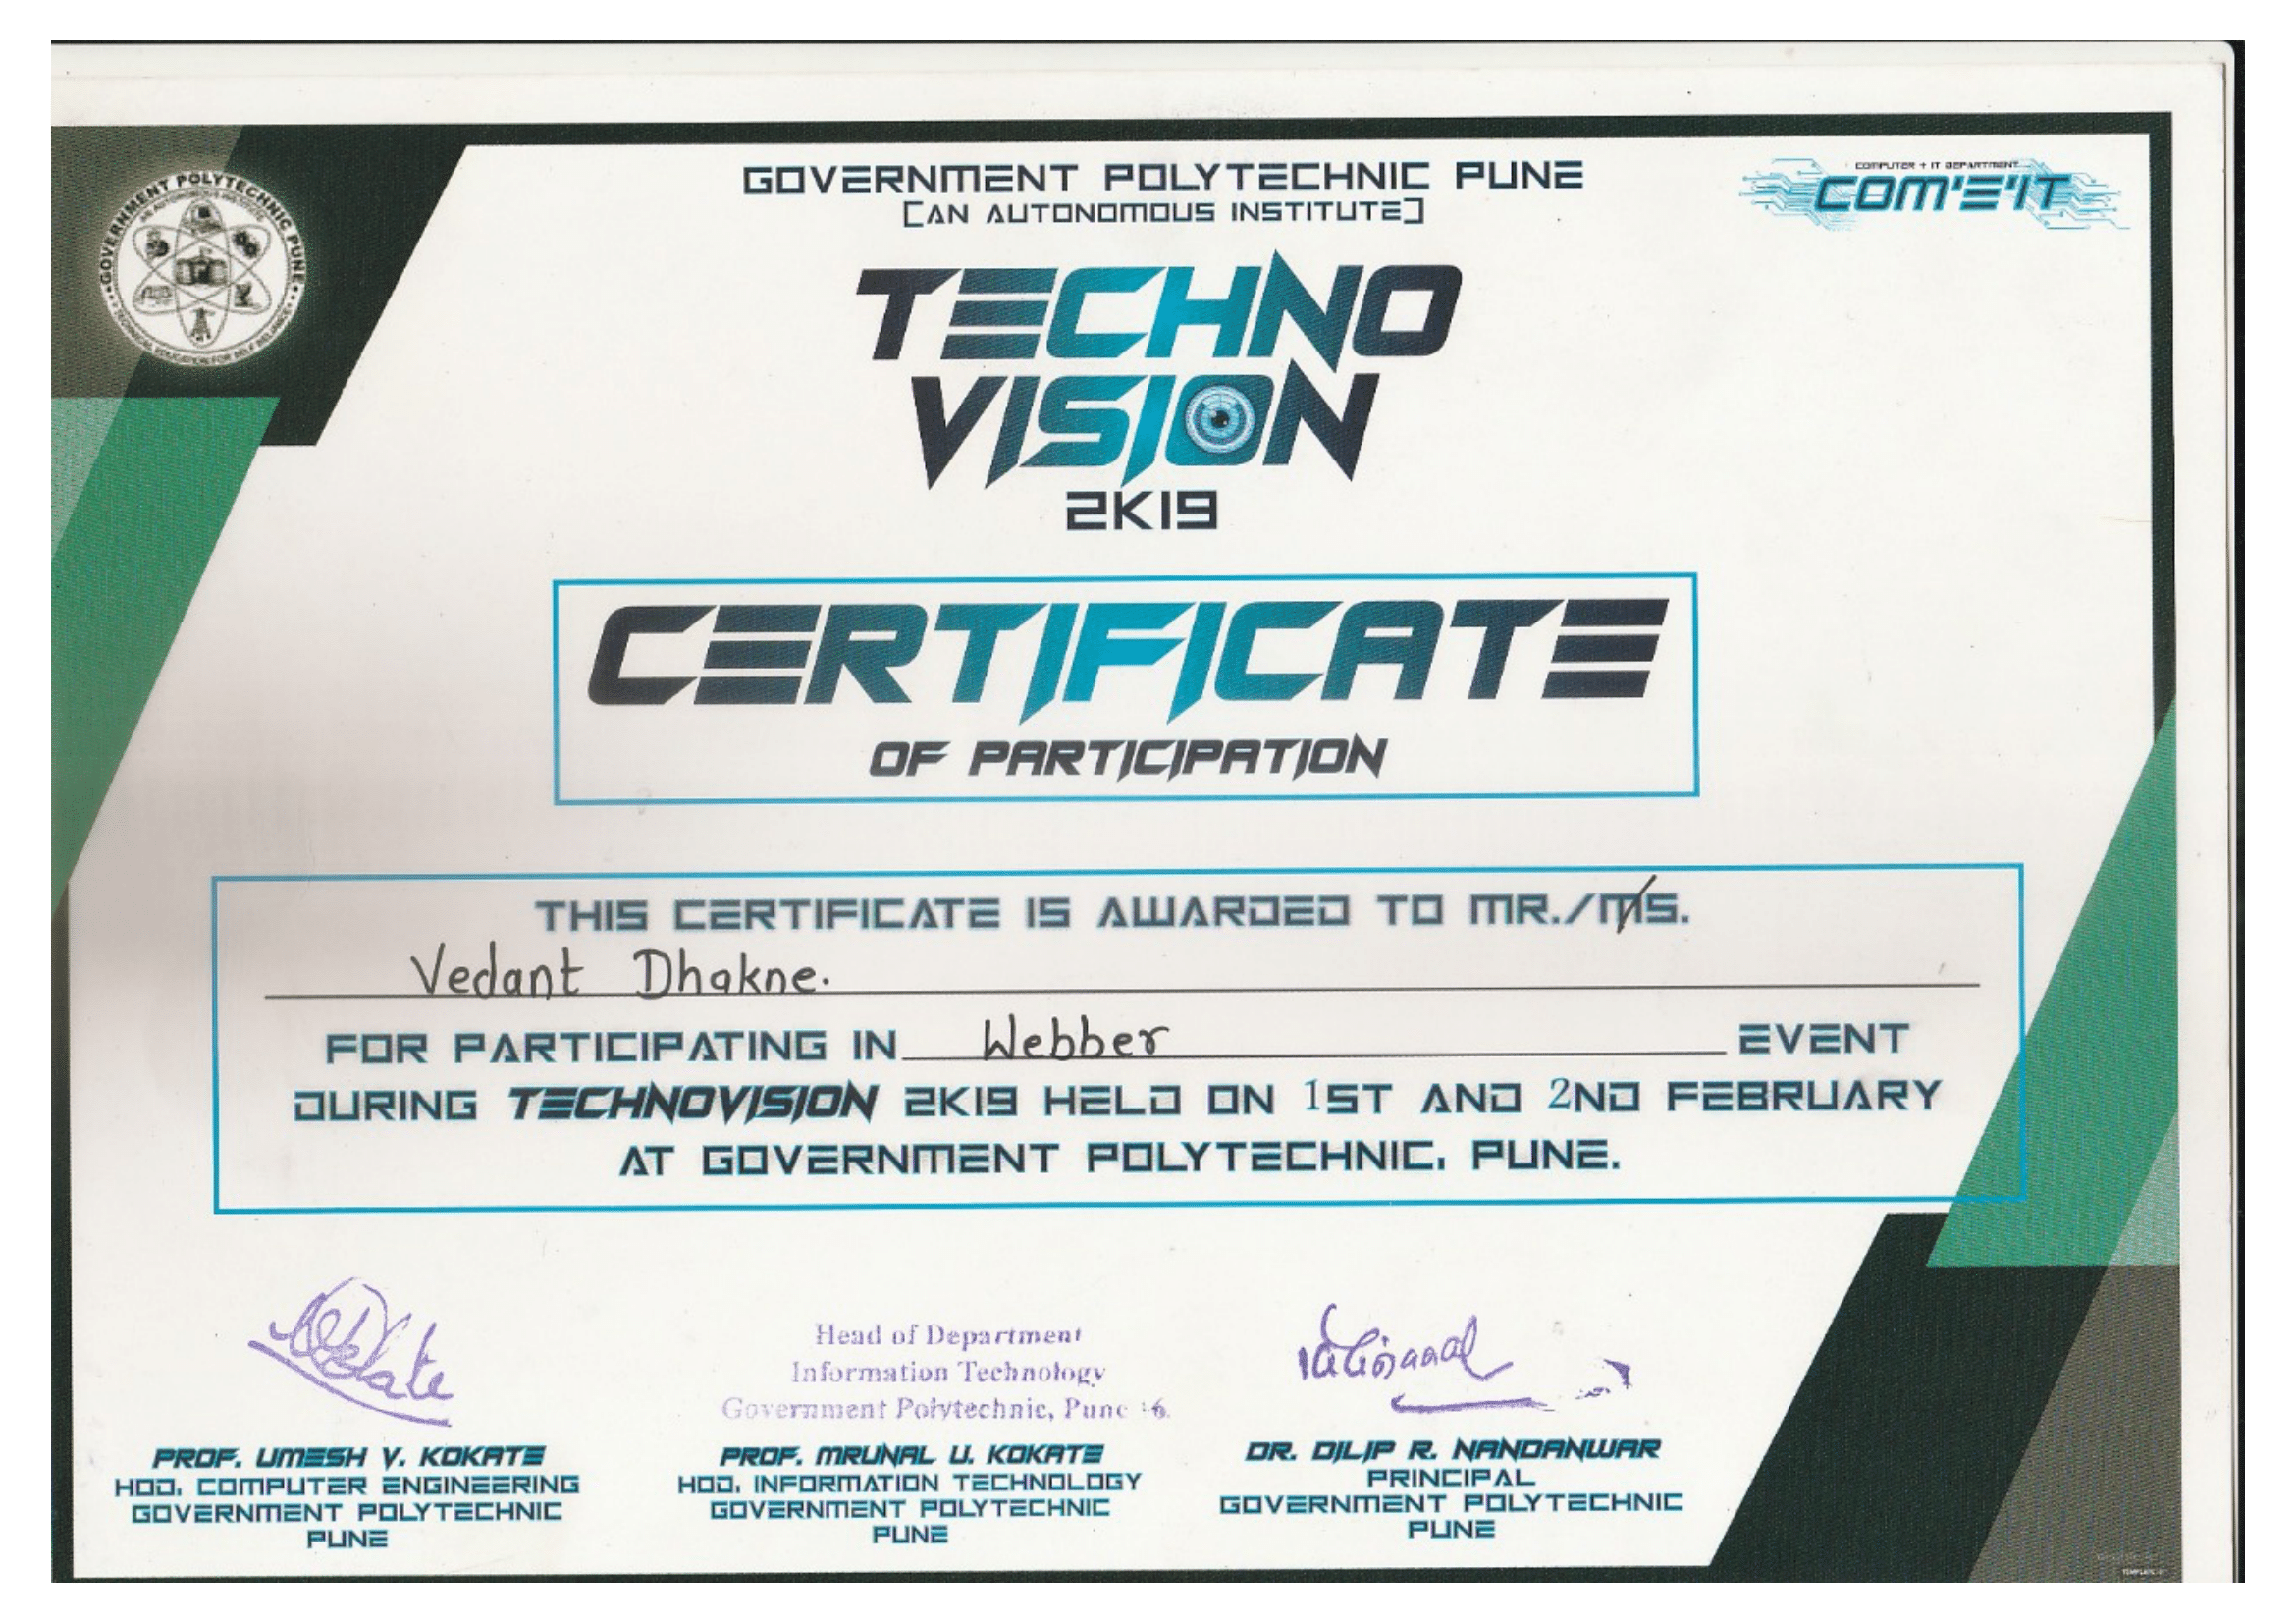 GOVERNMENT POLYTECHNIC PUNE
[AN AUTONOMOUS INSTITUTE]
GOVERNMENT POLYTECHNIC PUNE
AN AUTONOMOUS INSTITUTE
TECHNICAL EDUCATION FOR SELF RELIANCE
COMPUTER + IT DEPARTMENT
COM'E'IT
TECHNO
VISION
2K19
CERTIFICATE
OF PARTICIPATION
THIS CERTIFICATE IS AWARDED TO MR./MS.
Vedant Dhakne.
FOR PARTICIPATING IN Webber EVENT
DURING TECHNOVISION 2K19 HELD ON 1ST AND 2ND FEBRUARY
AT GOVERNMENT POLYTECHNIC, PUNE.
Head of Department
Information Technology
Government Polytechnic, Pune 16.
PROF. UMESH V. KOKATE
HOD, COMPUTER ENGINEERING
GOVERNMENT POLYTECHNIC
PUNE
PROF. MRUNAL U. KOKATE
HOD, INFORMATION TECHNOLOGY
GOVERNMENT POLYTECHNIC
PUNE
DR. DILIP R. NANDANWAR
PRINCIPAL
GOVERNMENT POLYTECHNIC
PUNE